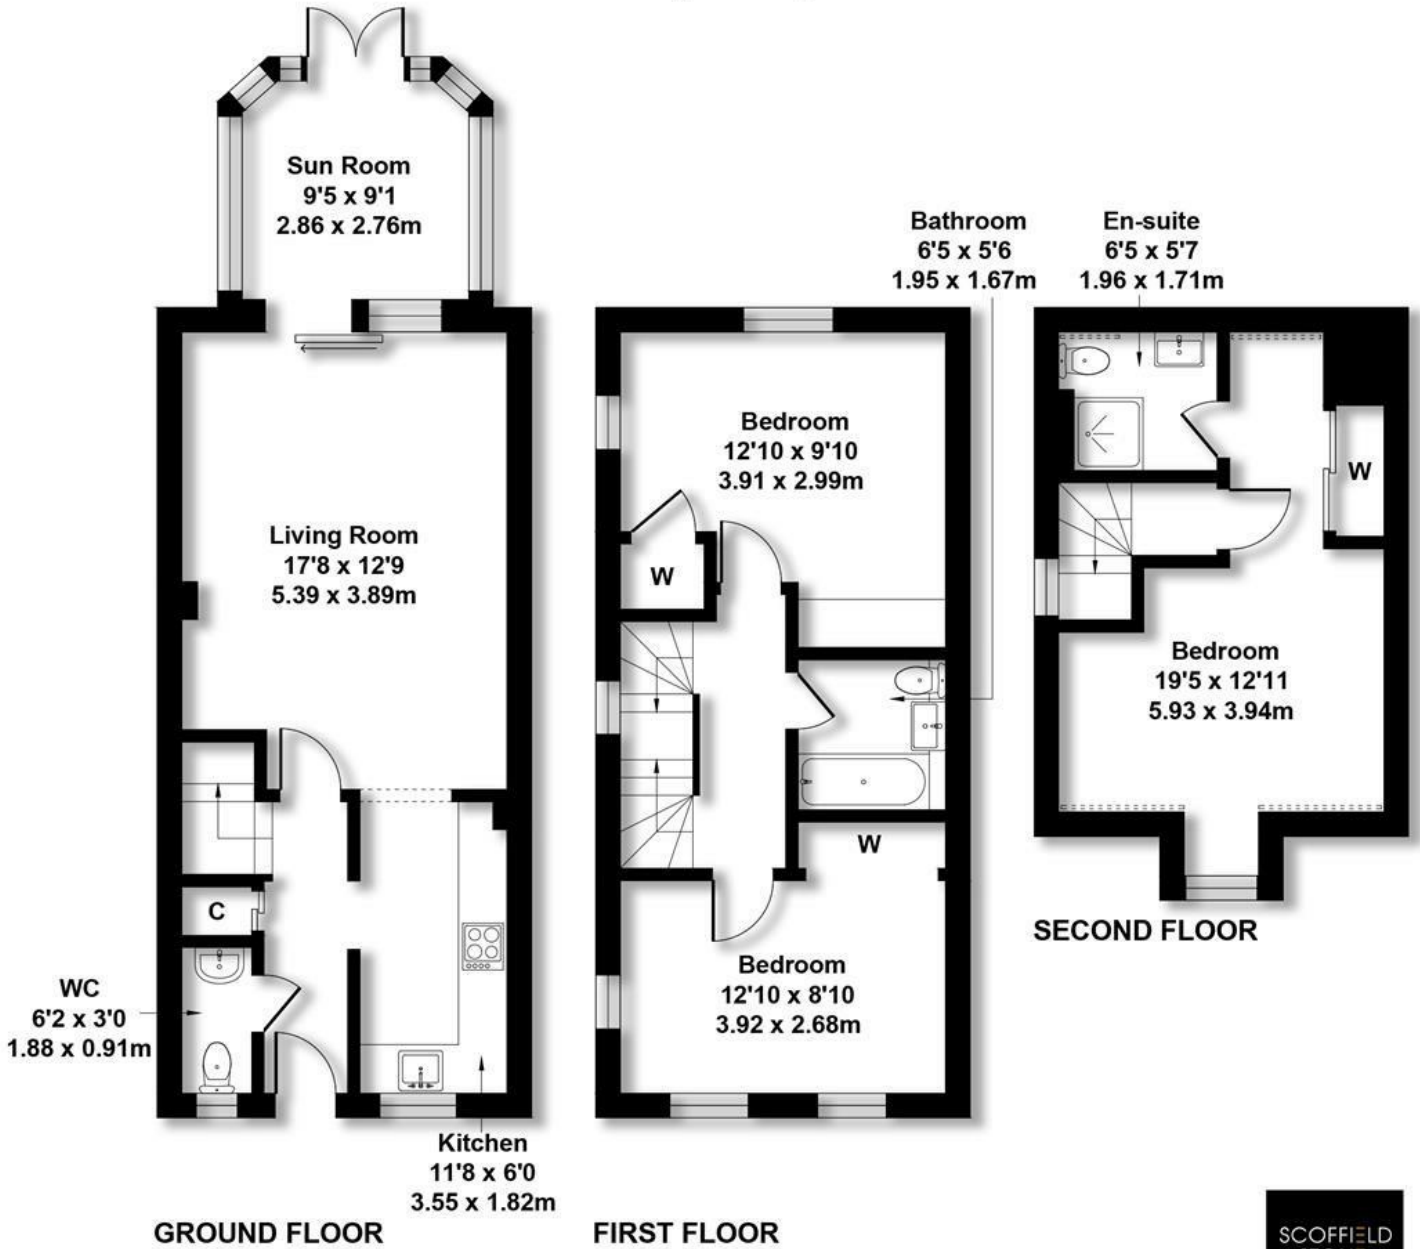 Sun Room
9'5 x 9'1
2.86 x 2.76m
Living Room
17'8 x 12'9
5.39 x 3.89m
C
WC
6'2 x 3'0
1.88 x 0.91m
Kitchen
11'8 x 6'0
3.55 x 1.82m
GROUND FLOOR
Bathroom
6'5 x 5'6
1.95 x 1.67m
Bedroom
12'10 x 9'10
3.91 x 2.99m
W
W
Bedroom
12'10 x 8'10
3.92 x 2.68m
FIRST FLOOR
En-suite
6'5 x 5'7
1.96 x 1.71m
W
Bedroom
19'5 x 12'11
5.93 x 3.94m
SECOND FLOOR
SCOFFIELD